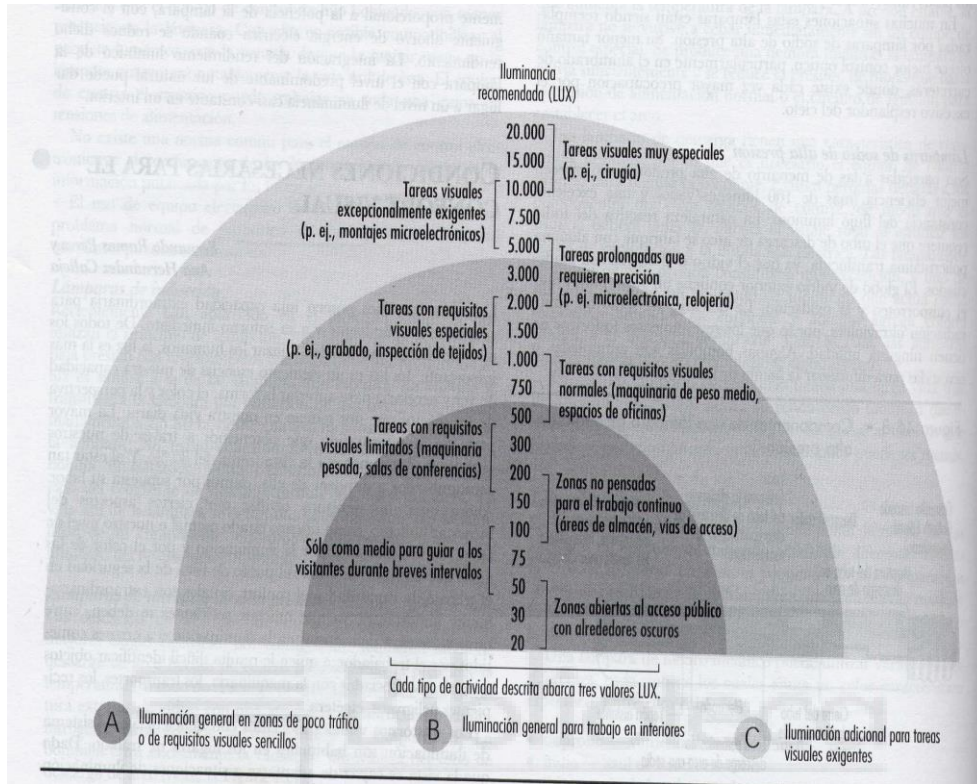 Iluminancia
recomendada (LUX)
20.000
15.000
10.000
7.500
5.000
3.000
2.000
1.500
1.000
750
500
300
200
150
100
75
50
30
20
Tareas visuales muy especiales
(p. ej., cirugía)
Tareas visuales
excepcionalmente exigentes
(p. ej., montajes microelectrónicos)
Tareas prolongadas que
requieren precisión
(p. ej. microelectrónica, relojería)
Tareas con requisitos
visuales especiales
(p. ej., grabado, inspección de tejidos)
Tareas con requisitos visuales
normales (maquinaria de peso medio,
espacios de oficinas)
Tareas con requisitos
visuales limitados (maquinaria
pesada, salas de conferencias)
Zonas no pensadas
para el trabajo continuo
(áreas de almacén, vías de acceso)
Sólo como medio para guiar a los
visitantes durante breves intervalos
Zonas abiertas al acceso público
con alrededores oscuros
Cada tipo de actividad descrita abarca tres valores LUX.
A
Iluminación general en zonas de poco tráfico
o de requisitos visuales sencillos
B
Iluminación general para trabajo en interiores
C
Iluminación adicional para tareas
visuales exigentes